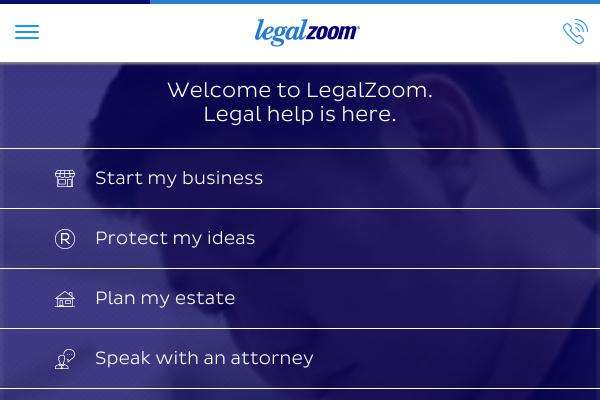 legalzoom
Welcome to LegalZoom.
Legal help is here.
Start my business
® Protect my ideas
Plan my estate
Speak with an attorney